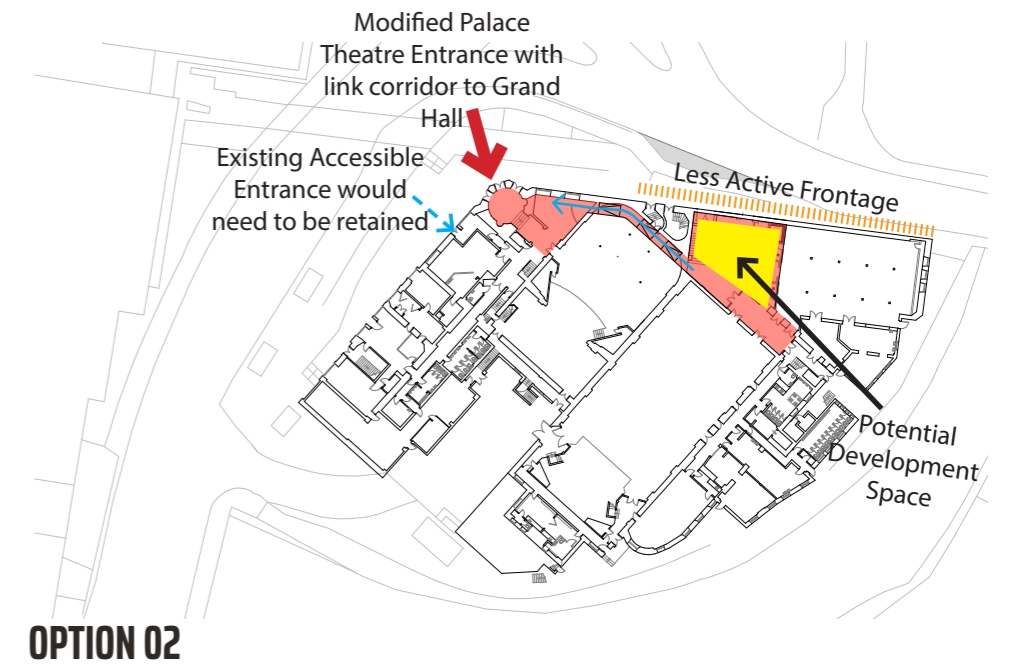 Modified Palace
Theatre Entrance with
link corridor to Grand
Hall
Existing Accessible
Entrance would
need to be retained
Less Active Frontage
Potential
Development
Space
OPTION 02